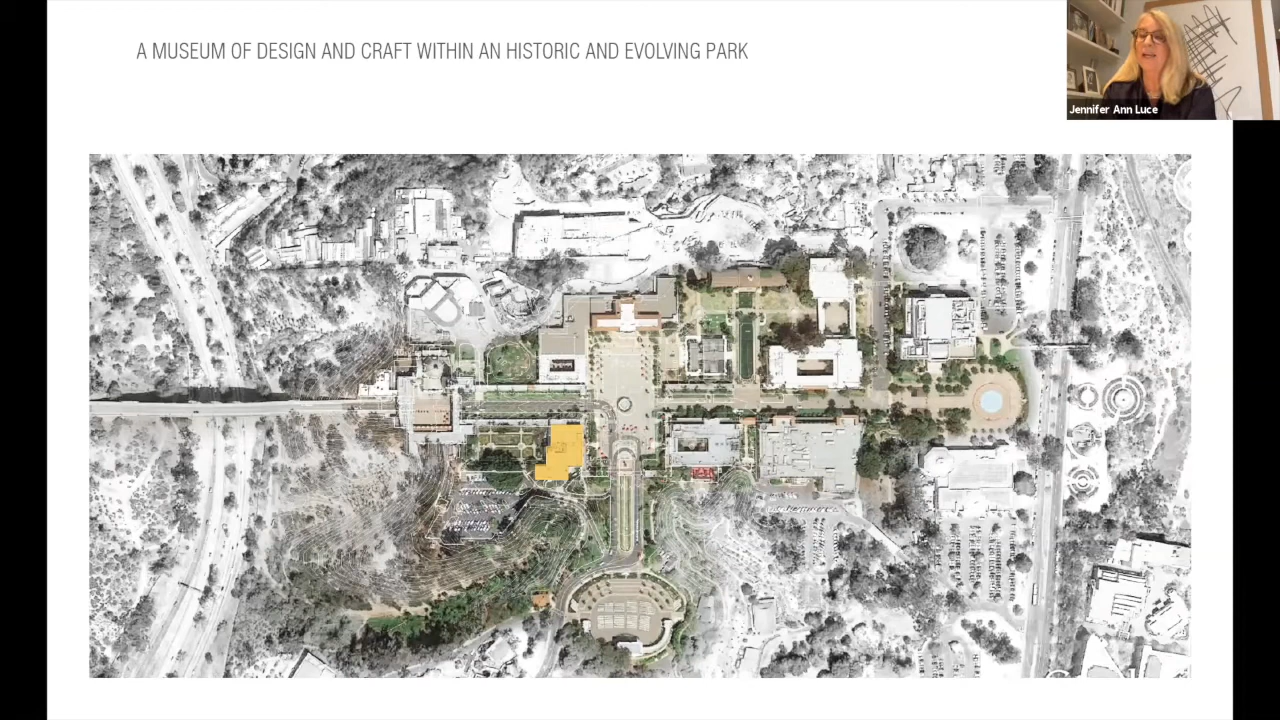 A MUSEUM OF DESIGN AND CRAFT WITHIN AN HISTORIC AND EVOLVING PARK
Jennifer Ann Luce